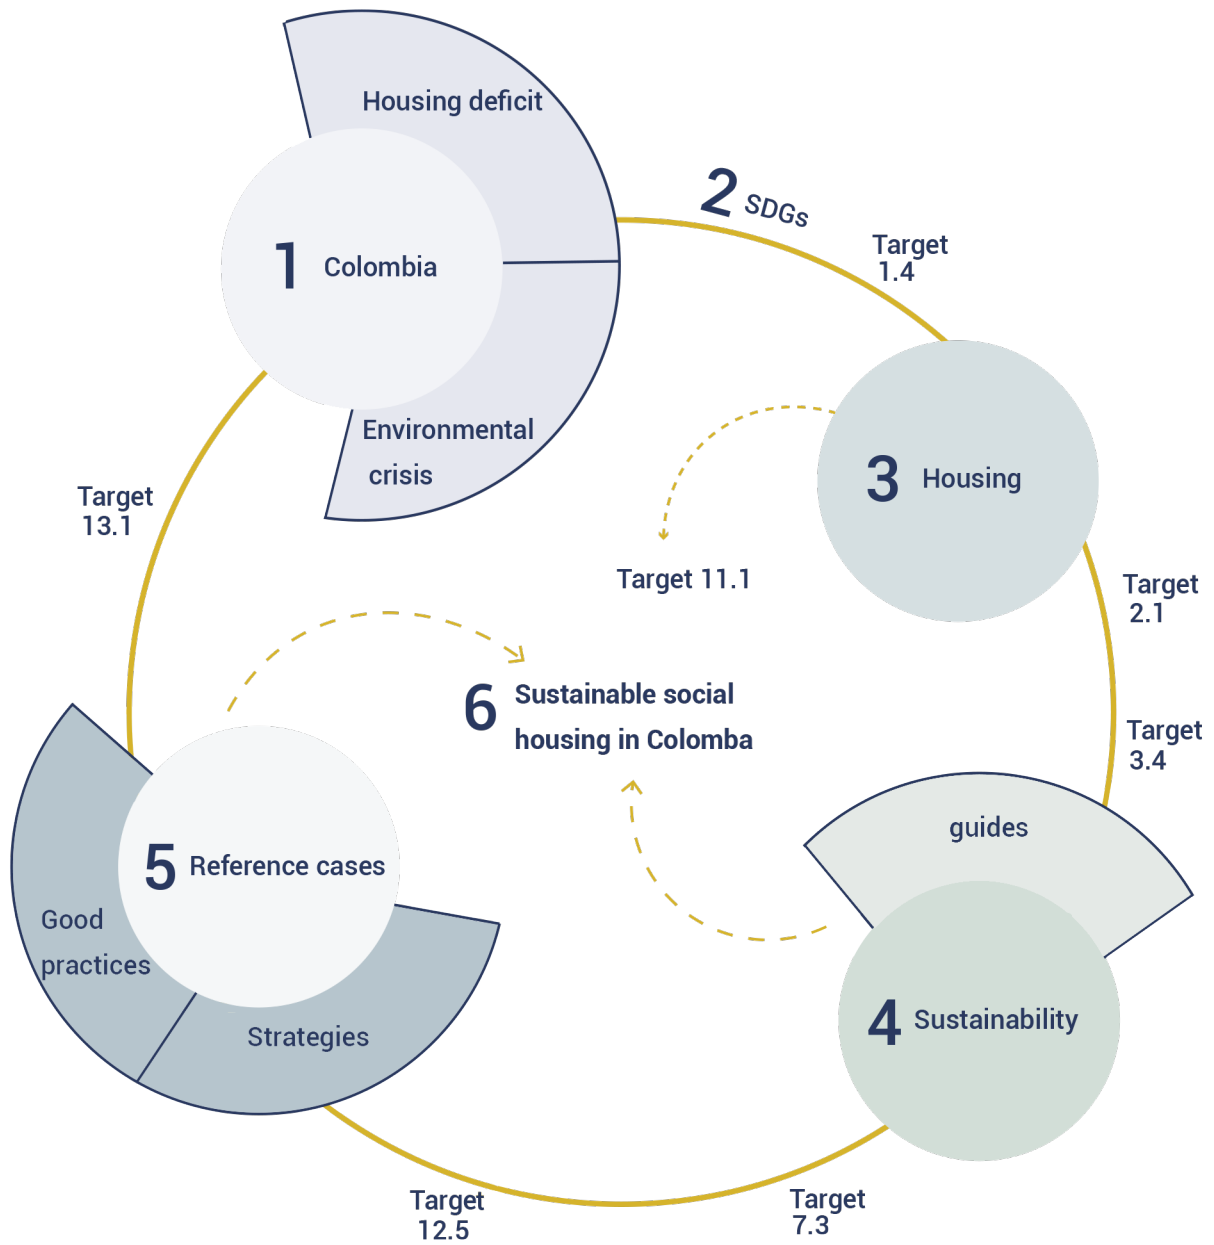 Housing deficit
1 Colombia
Environmental
crisis
2 SDGs
Target
1.4
3 Housing
Target 11.1
Target
2.1
Target
3.4
guides
4 Sustainability
Target
7.3
Target
12.5
5 Reference cases
Good
practices
Strategies
Target
13.1
6 Sustainable social
housing in Colomba